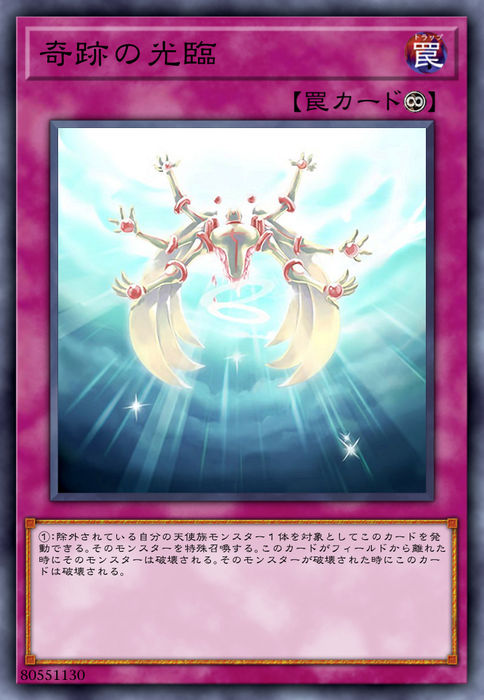 奇跡の光臨
トラップ
罠
【罠カード♾】
①:除外されている自分の天使族モンスター1体を対象としてこのカードを発
動できる。そのモンスターを特殊召喚する。このカードがフィールドから離れた
時にそのモンスターは破壊される。そのモンスターが破壊された時にこのカー
ドは破壊される。
80551130